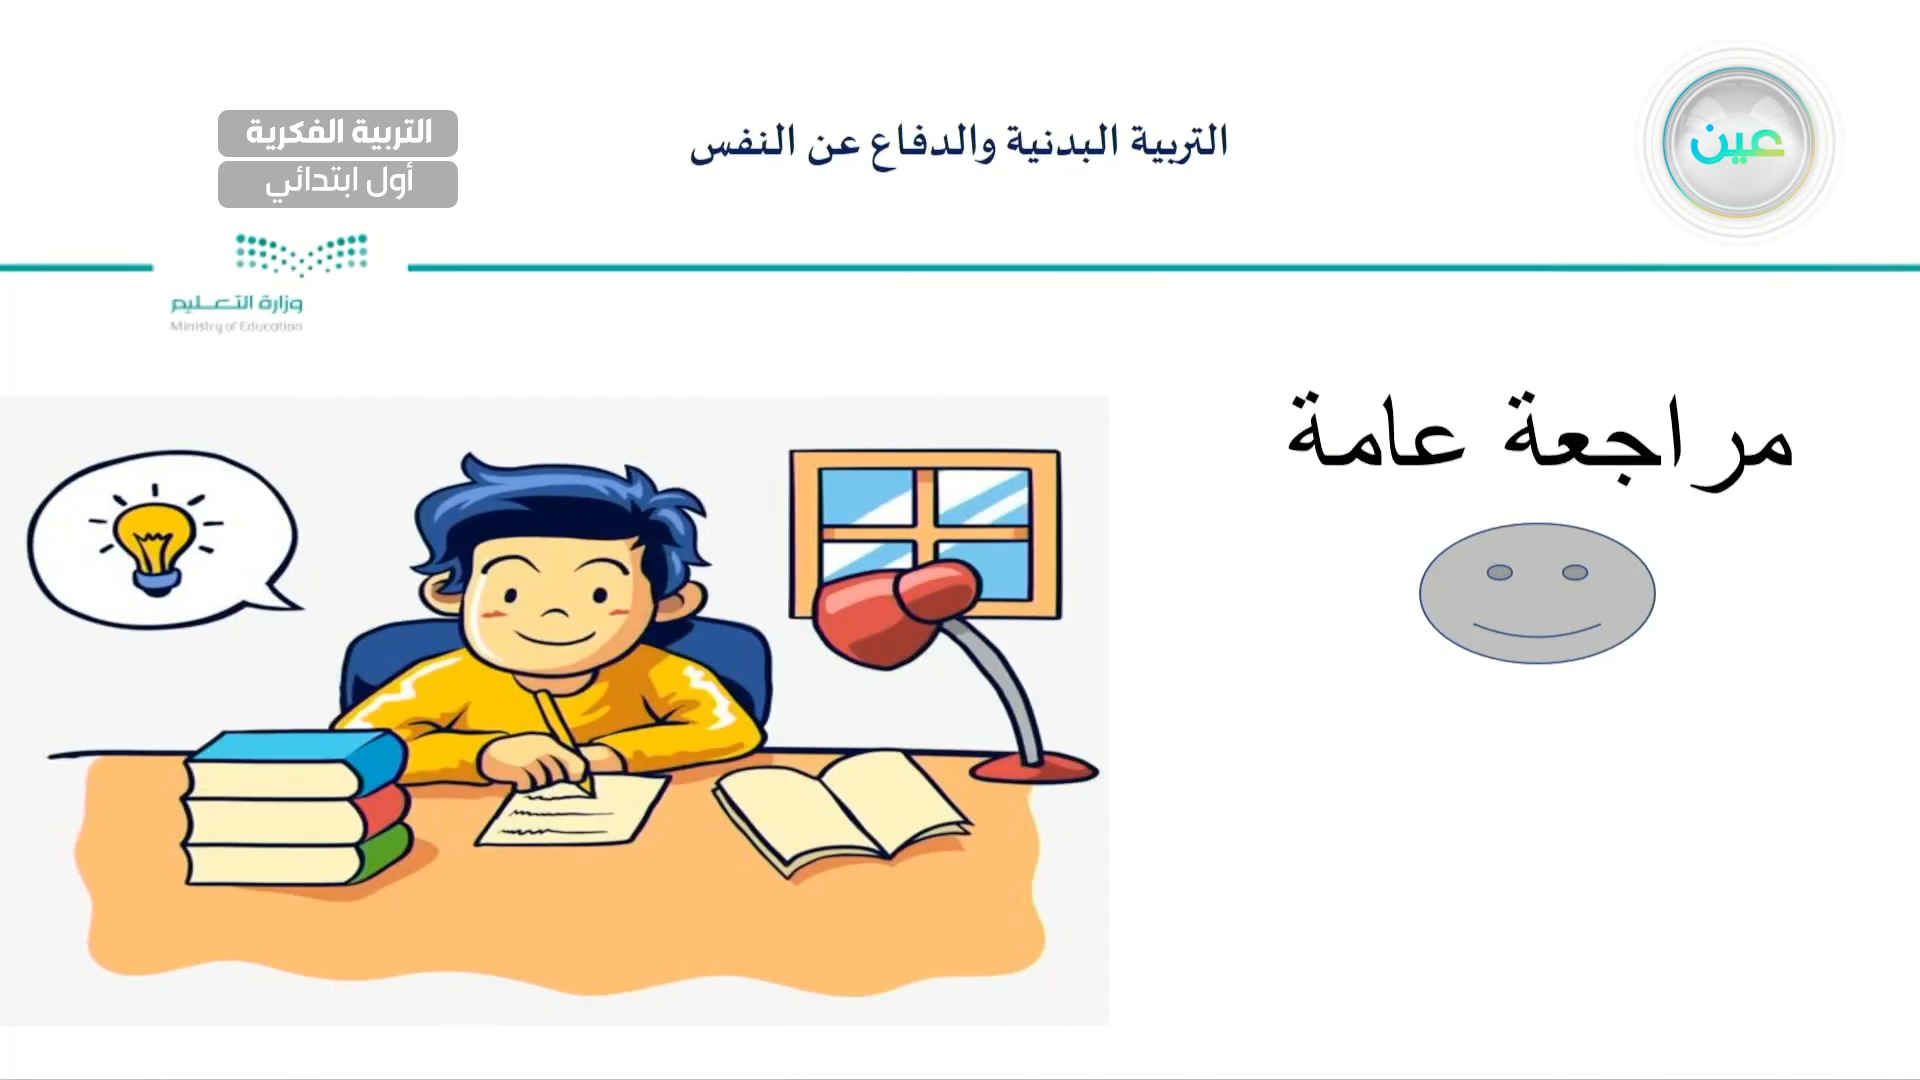 عين
التربية البدنية والدفاع عن النفس
التربية الفكرية
أول ابتدائي
وزارة التعليم
Ministry of Education
مراجعة عامة